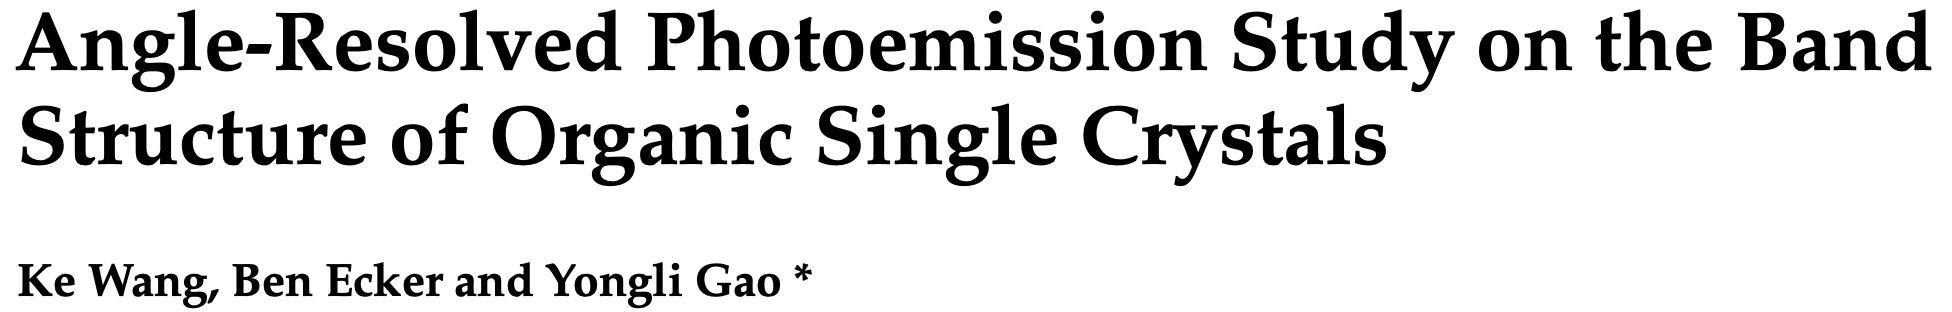 Angle-Resolved Photoemission Study on the Band
Structure of Organic Single Crystals
Ke Wang, Ben Ecker and Yongli Gao *